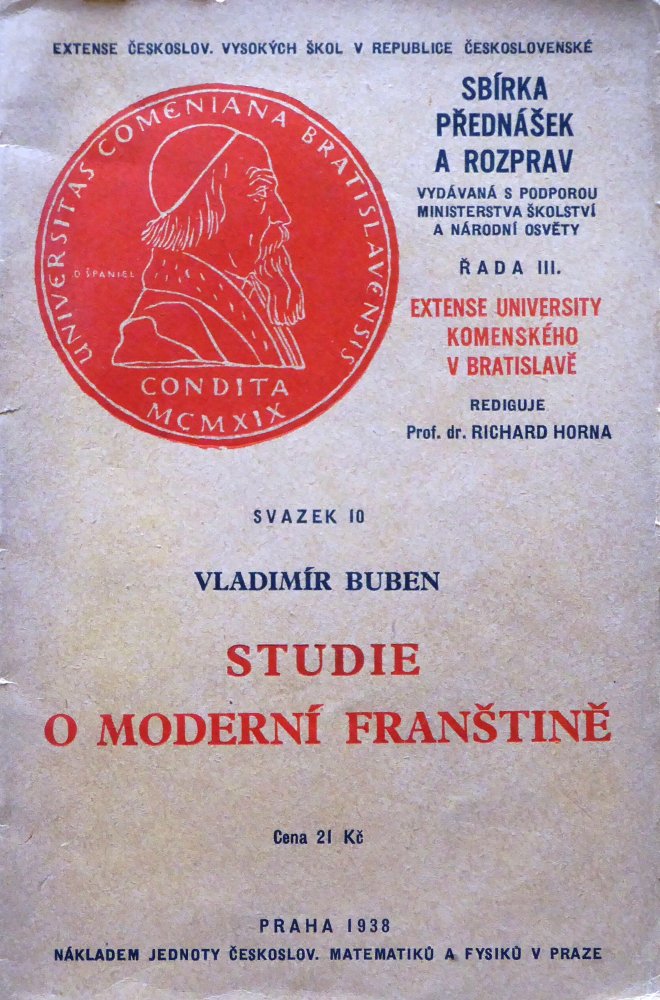 EXTENSE ČESKOSLOV. VYSOKÝCH ŠKOL V REPUBLICE ČESKOSLOVENSKÉ
UNIVERSITAS COMENIANA BRATISLAVENSIS
O ŠPANIEL
CONDITA
MCMXIX
SBÍRKA
PŘEDNÁŠEK
A ROZPRAV
VYDÁVANÁ S PODPOROU
MINISTERSTVA ŠKOLSTVÍ
A NÁRODNÍ OSVĚTY
ŘADA III.
EXTENSE UNIVERSITY
KOMENSKÉHO
V BRATISLAVĚ
REDIGUJE
Prof. dr. RICHARD HORNA
SVAZEK 10
VLADIMÍR BUBEN
STUDIE
O MODERNÍ FRANŠTINĚ
Cena 21 Kč
PRAHA 1938
NÁKLADEM JEDNOTY ČESKOSLOV. MATEMATIKŮ A FYSIKŮ V PRAZE